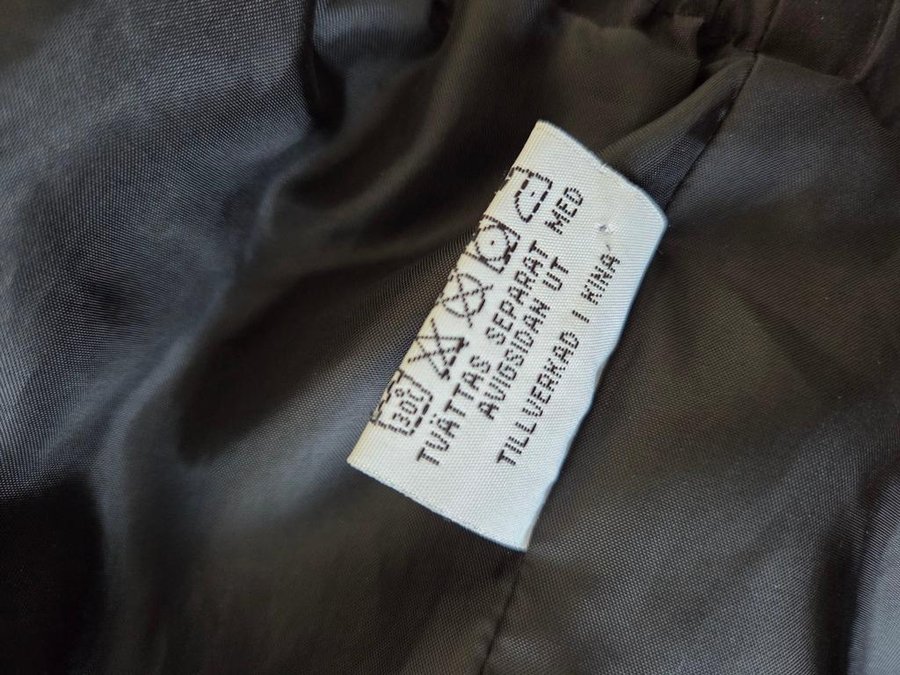 30°
TVÄTTAS SEPARAT MED
AVIGSIDAN UT
TILLVERKAD I KINA